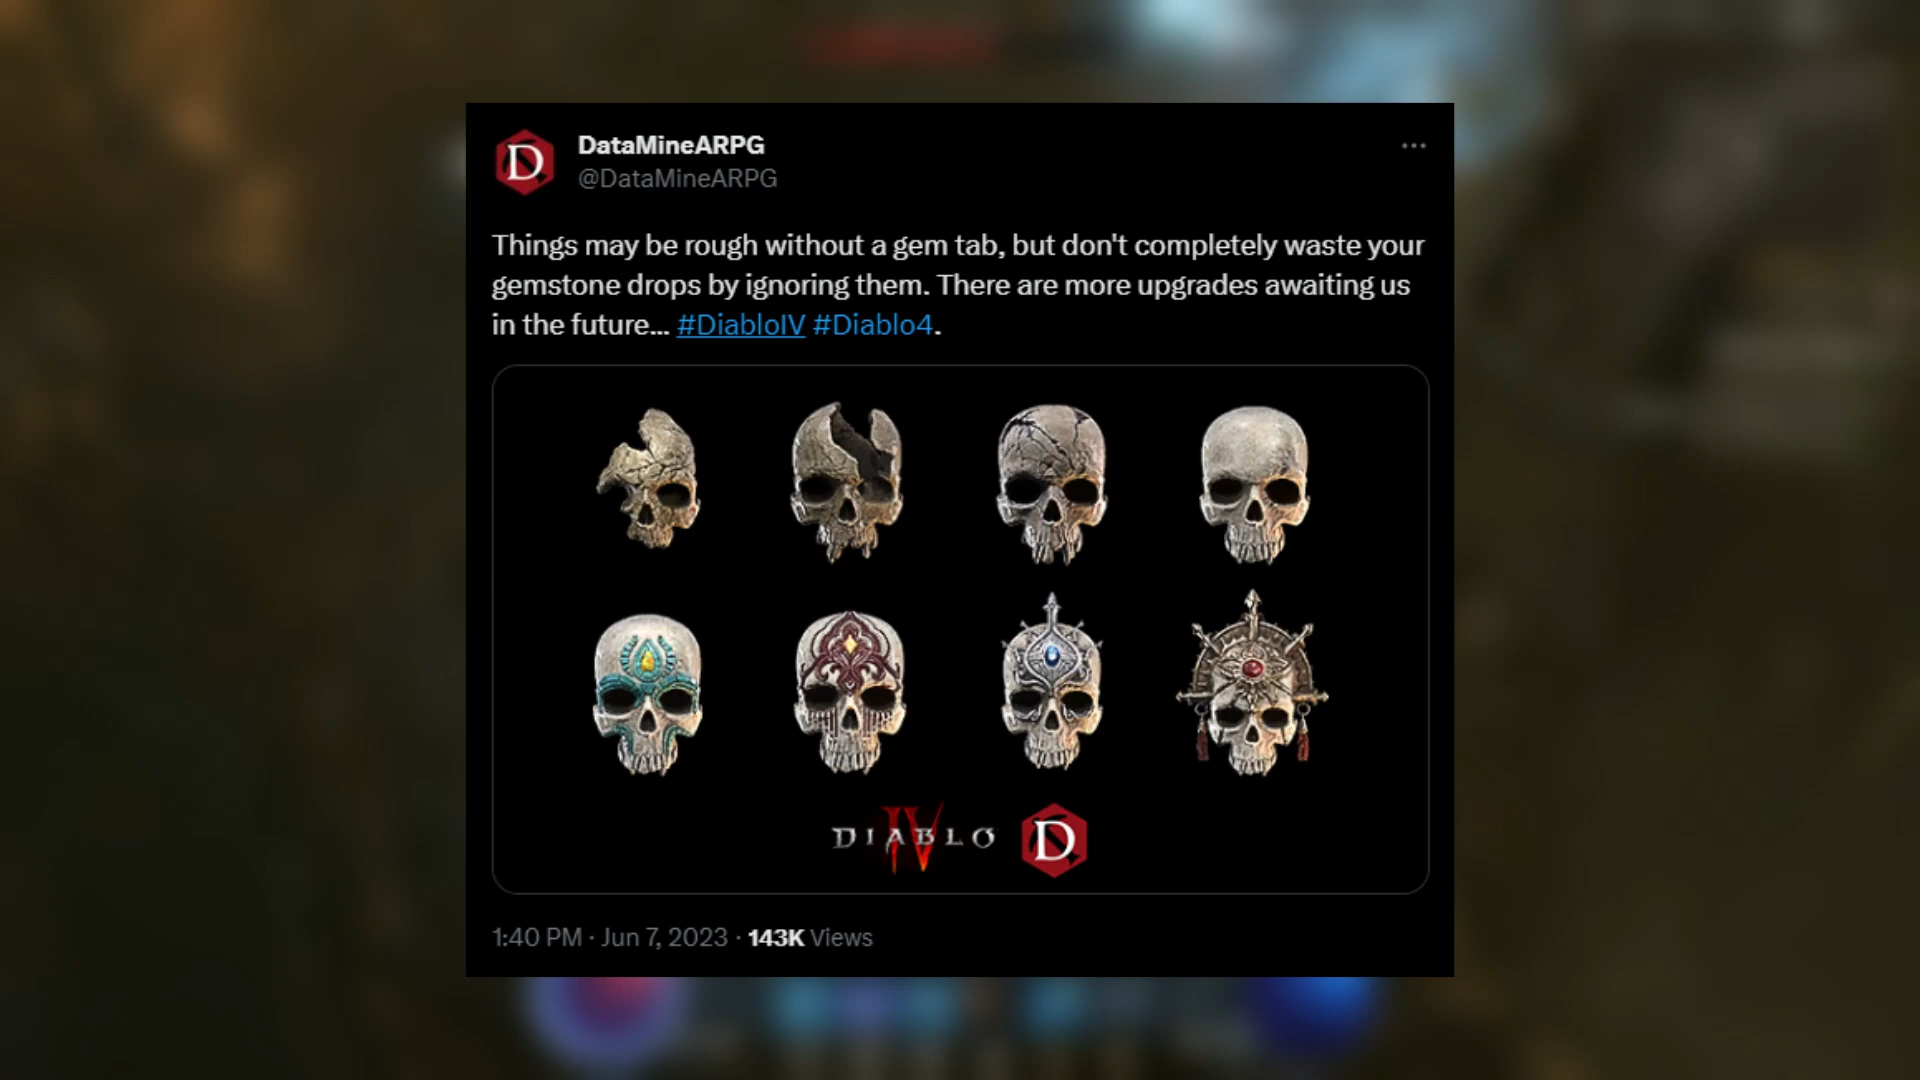 D
DataMineARPG
@DataMineARPG
Things may be rough without a gem tab, but don't completely waste your
gemstone drops by ignoring them. There are more upgrades awaiting us
in the future... #DiabloIV #Diablo4.
DIABLO IV D
1:40 PM · Jun 7, 2023 · 143K Views